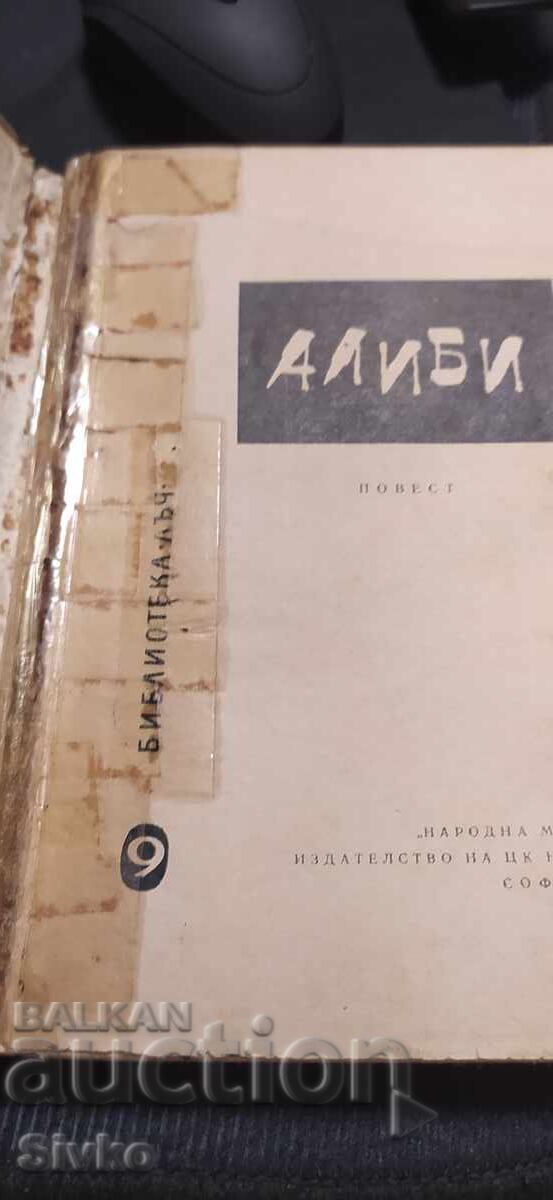 АЛИБИ
ПОВЕСТ
БИБЛИОТЕКА ЛЪЧ
9
„НАРОДНА М
ИЗДАТЕЛСТВО НА ЦК Н
СОФ
BALKAN
auction
Sivko